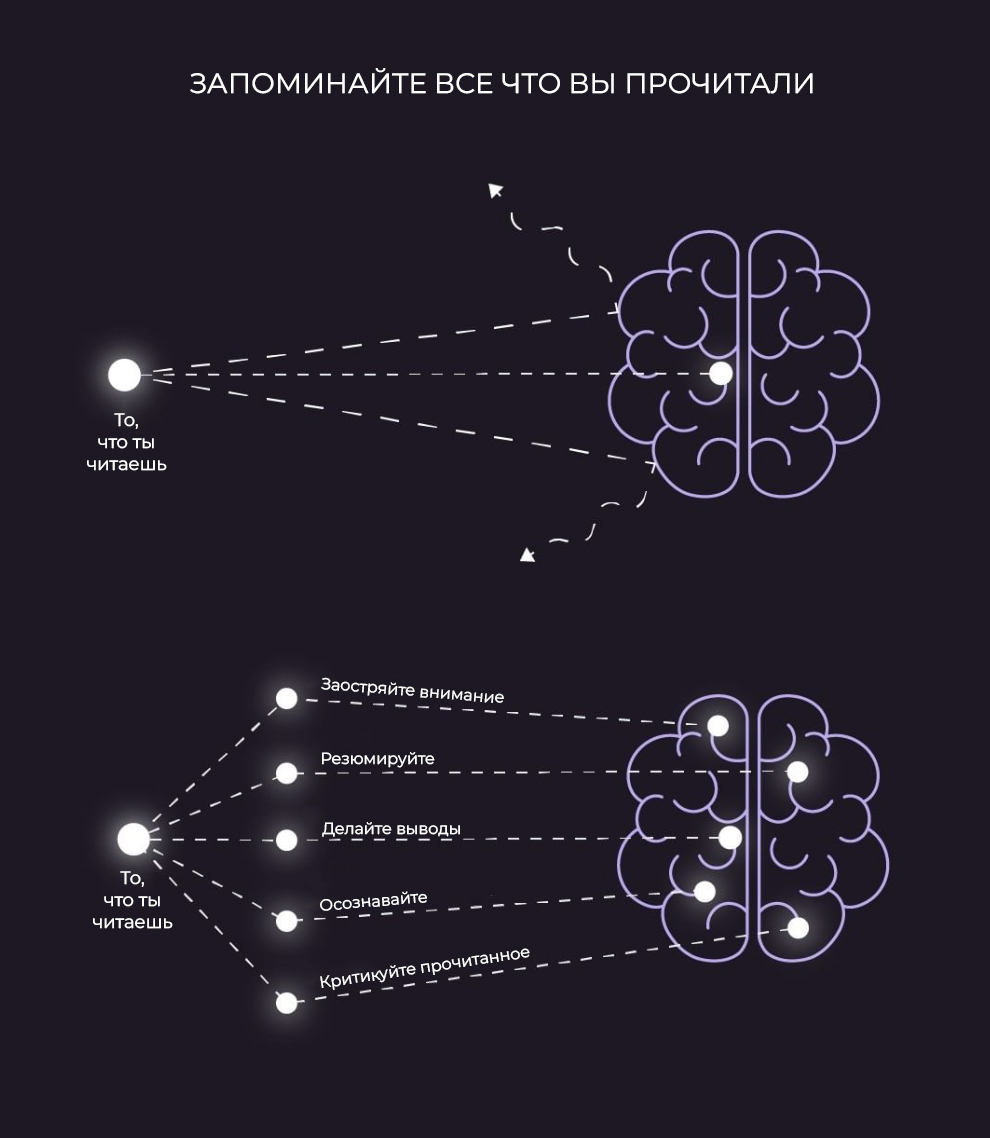 ЗАПОМИНАЙТЕ ВСЕ ЧТО ВЫ ПРОЧИТАЛИ
То,
что ты
читаешь
Заостряйте внимание
Резюмируйте
Делайте выводы
То,
что ты
читаешь
Осознавайте
Критикуйте прочитанное